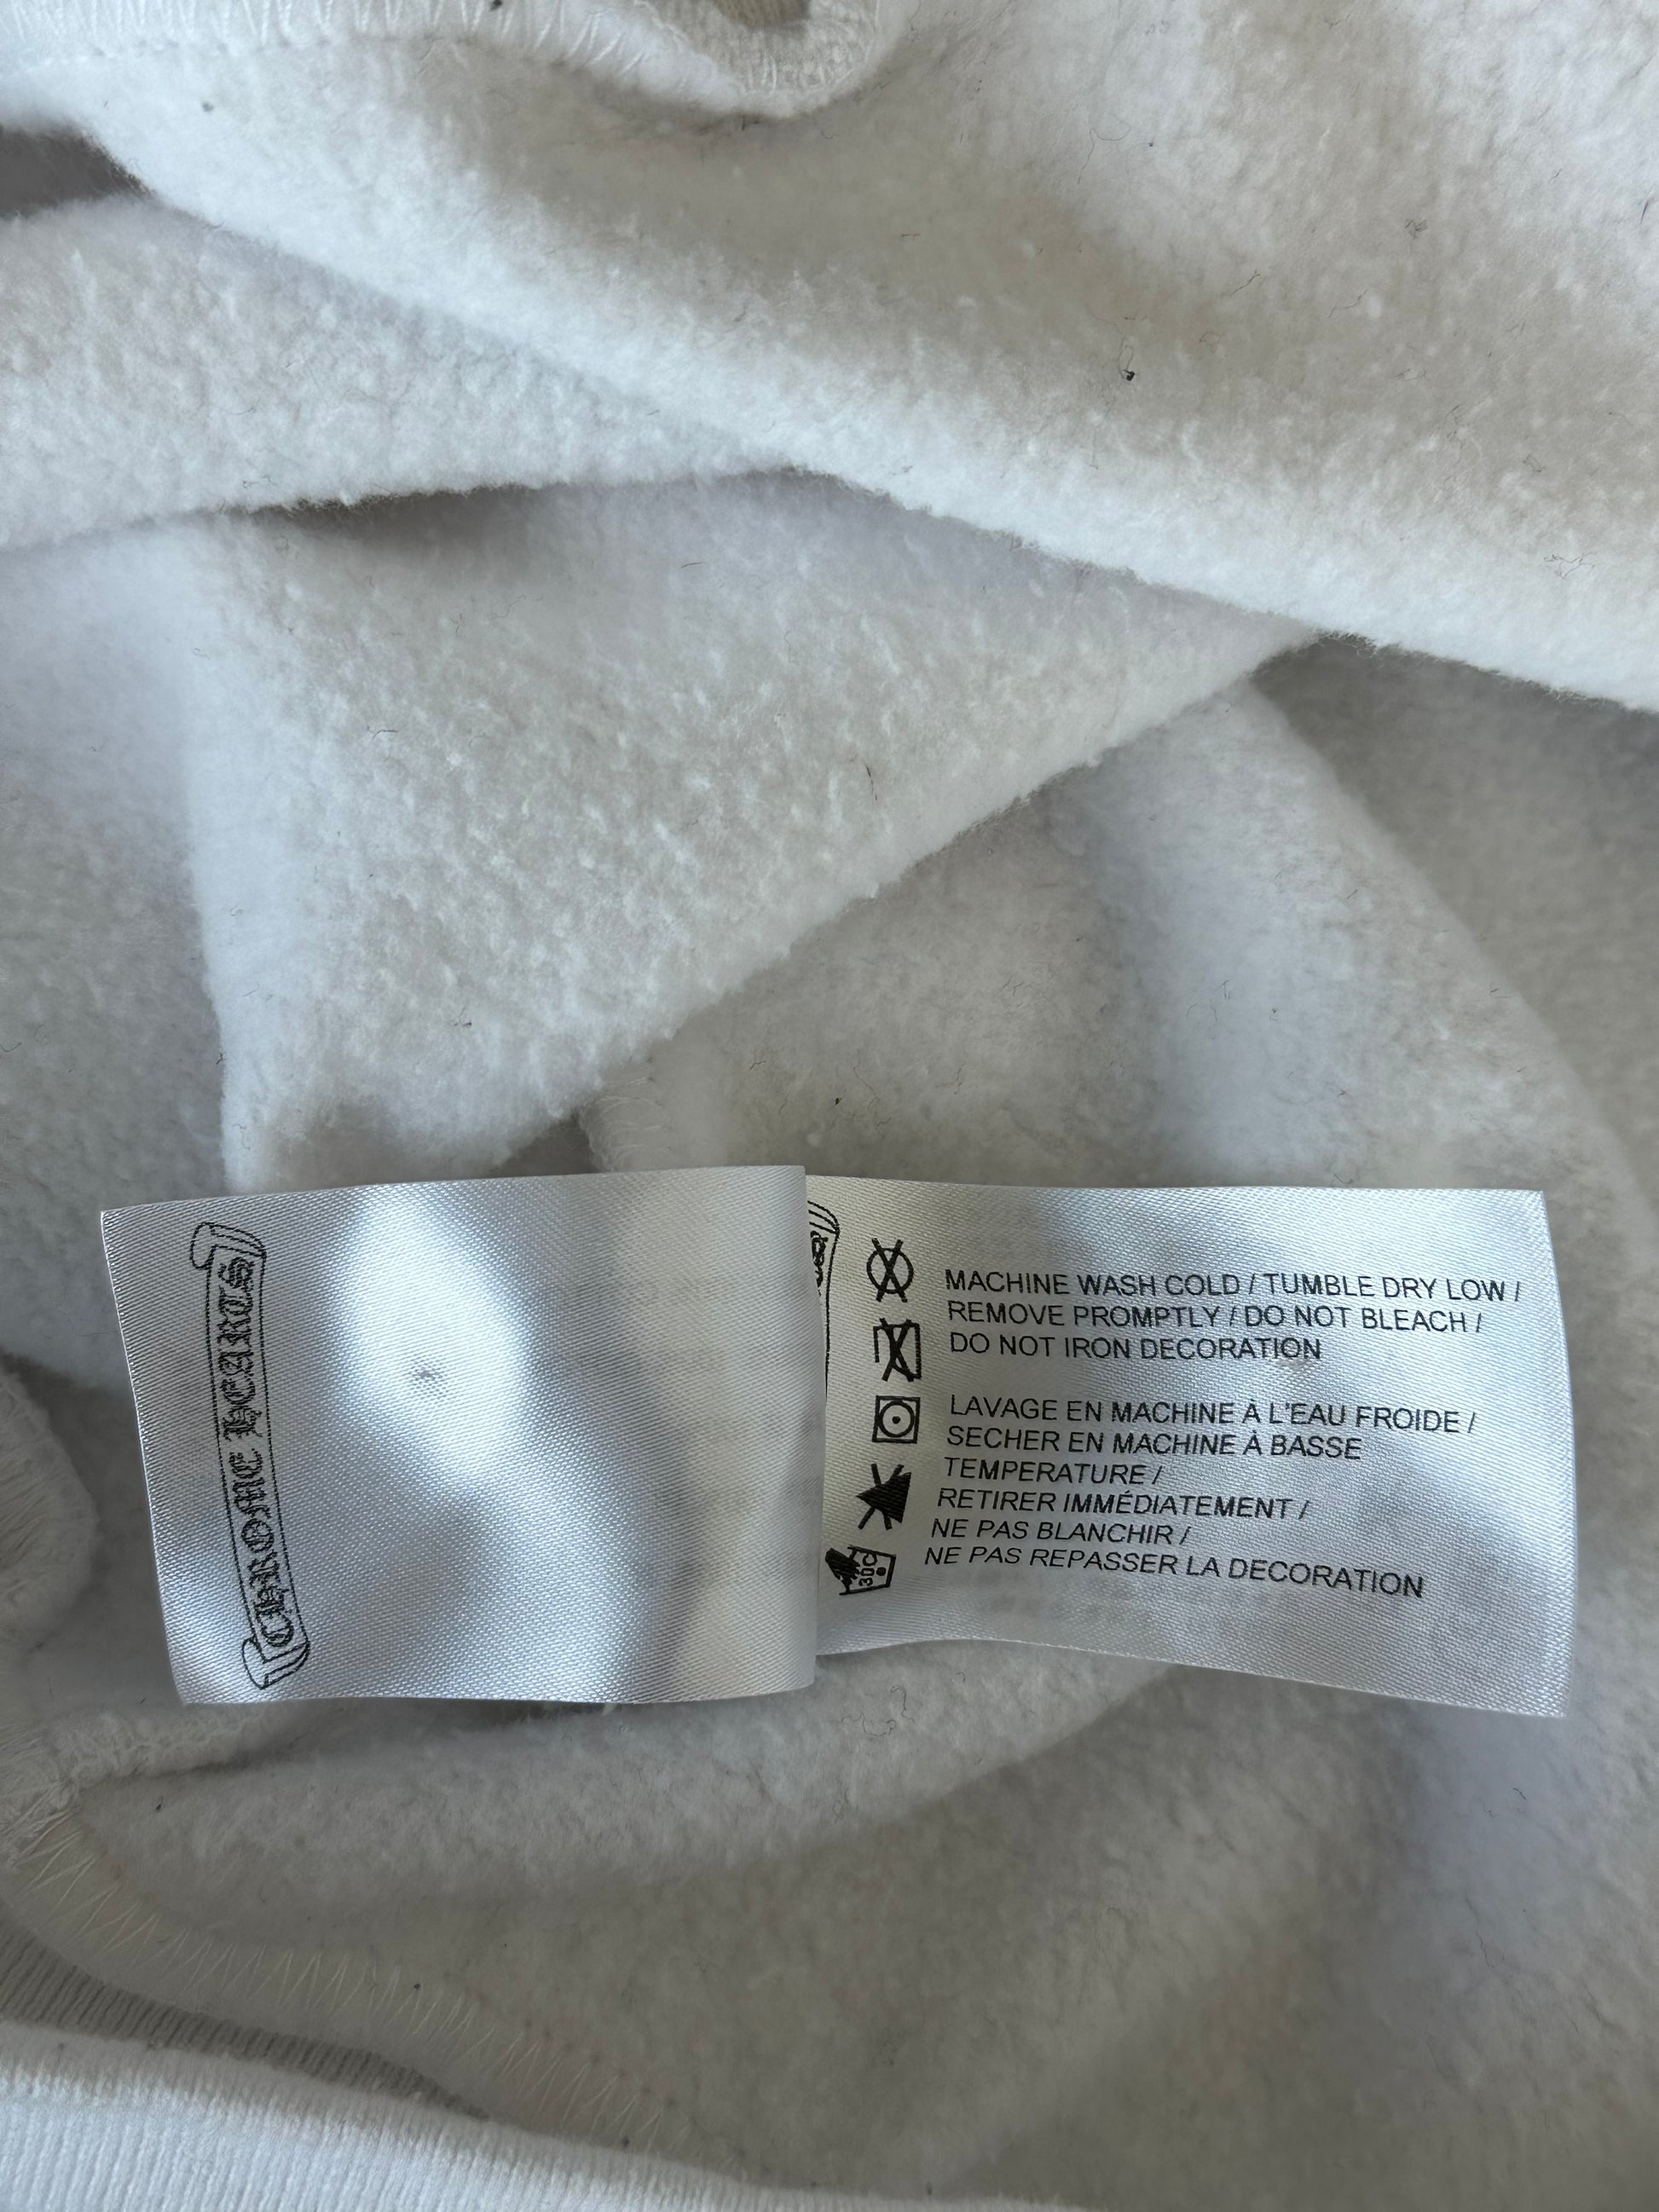 CHROME HEARTS
MACHINE WASH COLD / TUMBLE DRY LOW /
REMOVE PROMPTLY / DO NOT BLEACH /
DO NOT IRON DECORATION
LAVAGE EN MACHINE À L'EAU FROIDE /
SECHER EN MACHINE À BASSE
TEMPERATURE /
RETIRER IMMÉDIATEMENT /
NE PAS BLANCHIR /
NE PAS REPASSER LA DECORATION
30C